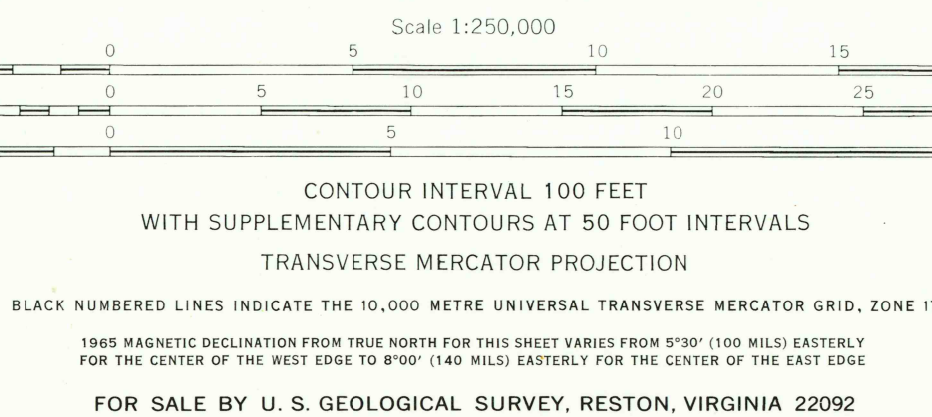 Scale 1:250,000
0 5 10 15
0 5 10 15 20 25
0 5 10
CONTOUR INTERVAL 100 FEET
WITH SUPPLEMENTARY CONTOURS AT 50 FOOT INTERVALS
TRANSVERSE MERCATOR PROJECTION
BLACK NUMBERED LINES INDICATE THE 10,000 METRE UNIVERSAL TRANSVERSE MERCATOR GRID, ZONE
1965 MAGNETIC DECLINATION FROM TRUE NORTH FOR THIS SHEET VARIES FROM 5°30′ (100 MILS) EASTERLY
FOR THE CENTER OF THE WEST EDGE TO 8°00′ (140 MILS) EASTERLY FOR THE CENTER OF THE EAST EDGE
FOR SALE BY U. S. GEOLOGICAL SURVEY, RESTON, VIRGINIA 22092